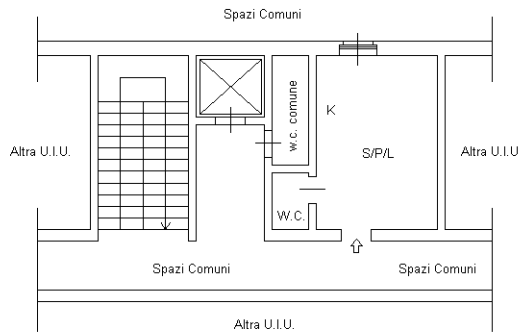 Spazi Comuni
w.c. comune
K
Altra U.I.U.
S/P/L
Altra U.I.U.
W.C.
Spazi Comuni
Spazi Comuni
Altra U.I.U.